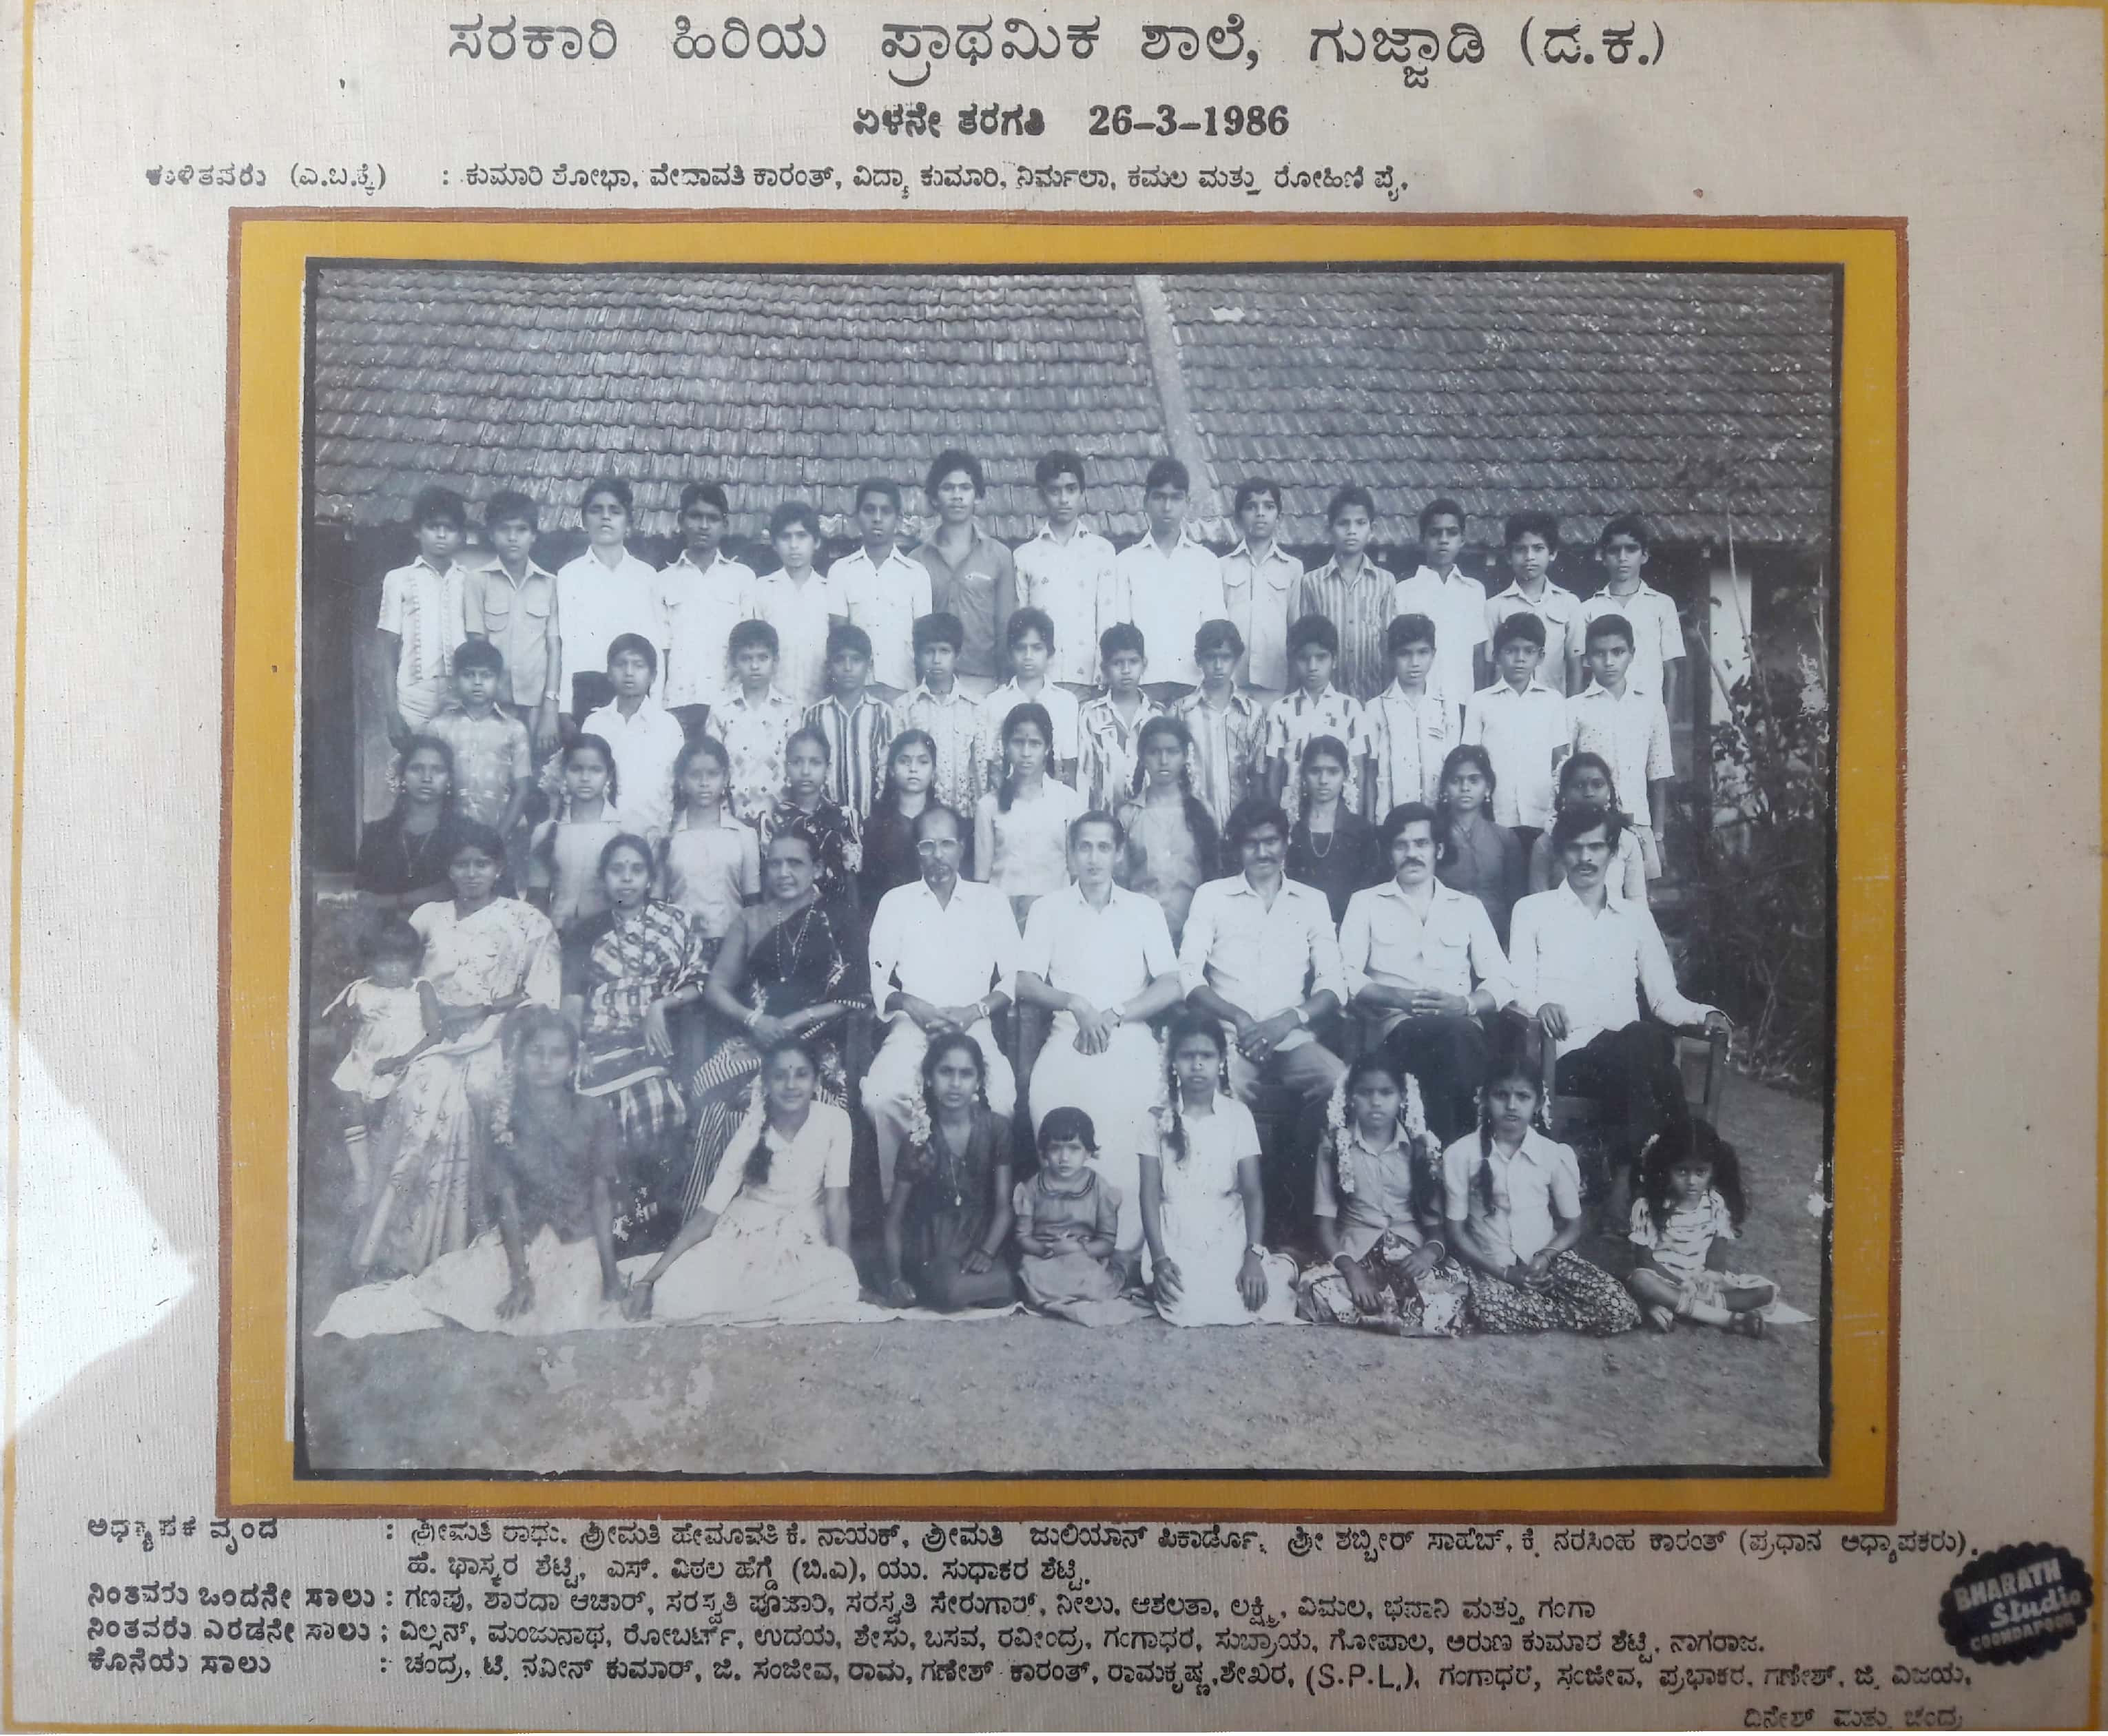 ಸರಕಾರಿ ಹಿರಿಯ ಪ್ರಾಥಮಿಕ ಶಾಲೆ, ಗುಜ್ಜಾಡಿ (ದ.ಕ.)
ಏಳನೇ ತರಗತಿ 26-3-1986
ಕುಳಿತವರು (ಎ.ಬ.ಕ್ಕೆ) : ಕುಮಾರಿ ಶೋಭಾ, ವೇದಾವತಿ ಕಾರಂತ್, ವಿದ್ಯಾ ಕುಮಾರಿ, ನಿರ್ಮಲಾ, ಕಮಲ ಮತ್ತು ರೋಹಿಣಿ ಪೈ.
ಅಧ್ಯಾಪಕ ವೃಂದ : ಶ್ರೀಮತಿ ರಾಧು, ಶ್ರೀಮತಿ ಹೇಮಾವತಿ ಕೆ. ನಾಯಕ್, ಶ್ರೀಮತಿ ಜುಲಿಯಾನ್ ಪಿಕಾರ್ಡೊ, ಶ್ರೀ ಶಬ್ಬೀರ್ ಸಾಹೆಬ್, ಕೆ. ನರಸಿಂಹ ಕಾರಂತ್ (ಪ್ರಧಾನ ಅಧ್ಯಾಪಕರು).
ಹೆ. ಭಾಸ್ಕರ ಶೆಟ್ಟಿ, ಎಸ್. ವಿಠಲ ಹೆಗ್ಡೆ (ಬಿ.ಎ), ಯು. ಸುಧಾಕರ ಶೆಟ್ಟಿ.
ನಿಂತವರು ಒಂದನೇ ಸಾಲು : ಗಣಪು, ಶಾರದಾ ಆಚಾರ್, ಸರಸ್ವತಿ ಪೂಜಾರಿ, ಸರಸ್ವತಿ ಸೇರುಗಾರ್, ನೀಲು, ಆಶಲತಾ, ಲಕ್ಷ್ಮಿ, ವಿಮಲ, ಭವಾನಿ ಮತ್ತು ಗಂಗಾ
ನಿಂತವರು ಎರಡನೇ ಸಾಲು : ವಿಲ್ಸನ್, ಮಂಜುನಾಥ, ರೋಬರ್ಟ್, ಉದಯ, ಶೇಸು, ಬಸವ, ರವೀಂದ್ರ, ಗಂಗಾಧರ, ಸುಬ್ರಾಯ, ಗೋಪಾಲ, ಅರುಣ ಕುಮಾರ ಶೆಟ್ಟಿ, ನಾಗರಾಜ.
ಕೊನೆಯ ಸಾಲು : ಚಂದ್ರ, ಟಿ. ನವೀನ್ ಕುಮಾರ್, ಜಿ. ಸಂಜೀವ, ರಾಮ, ಗಣೇಶ್ ಕಾರಂತ್, ರಾಮಕೃಷ್ಣ, ಶೇಖರ, (S.P.L.), ಗಂಗಾಧರ, ಸಂಜೀವ, ಪ್ರಭಾಕರ, ಗಣೇಶ್, ಜಿ. ವಿಜಯ,
ದಿನೇಶ್ ಮತ್ತು ಚಂದ್ರ
BHARATH
Studio
COONDAPOOR